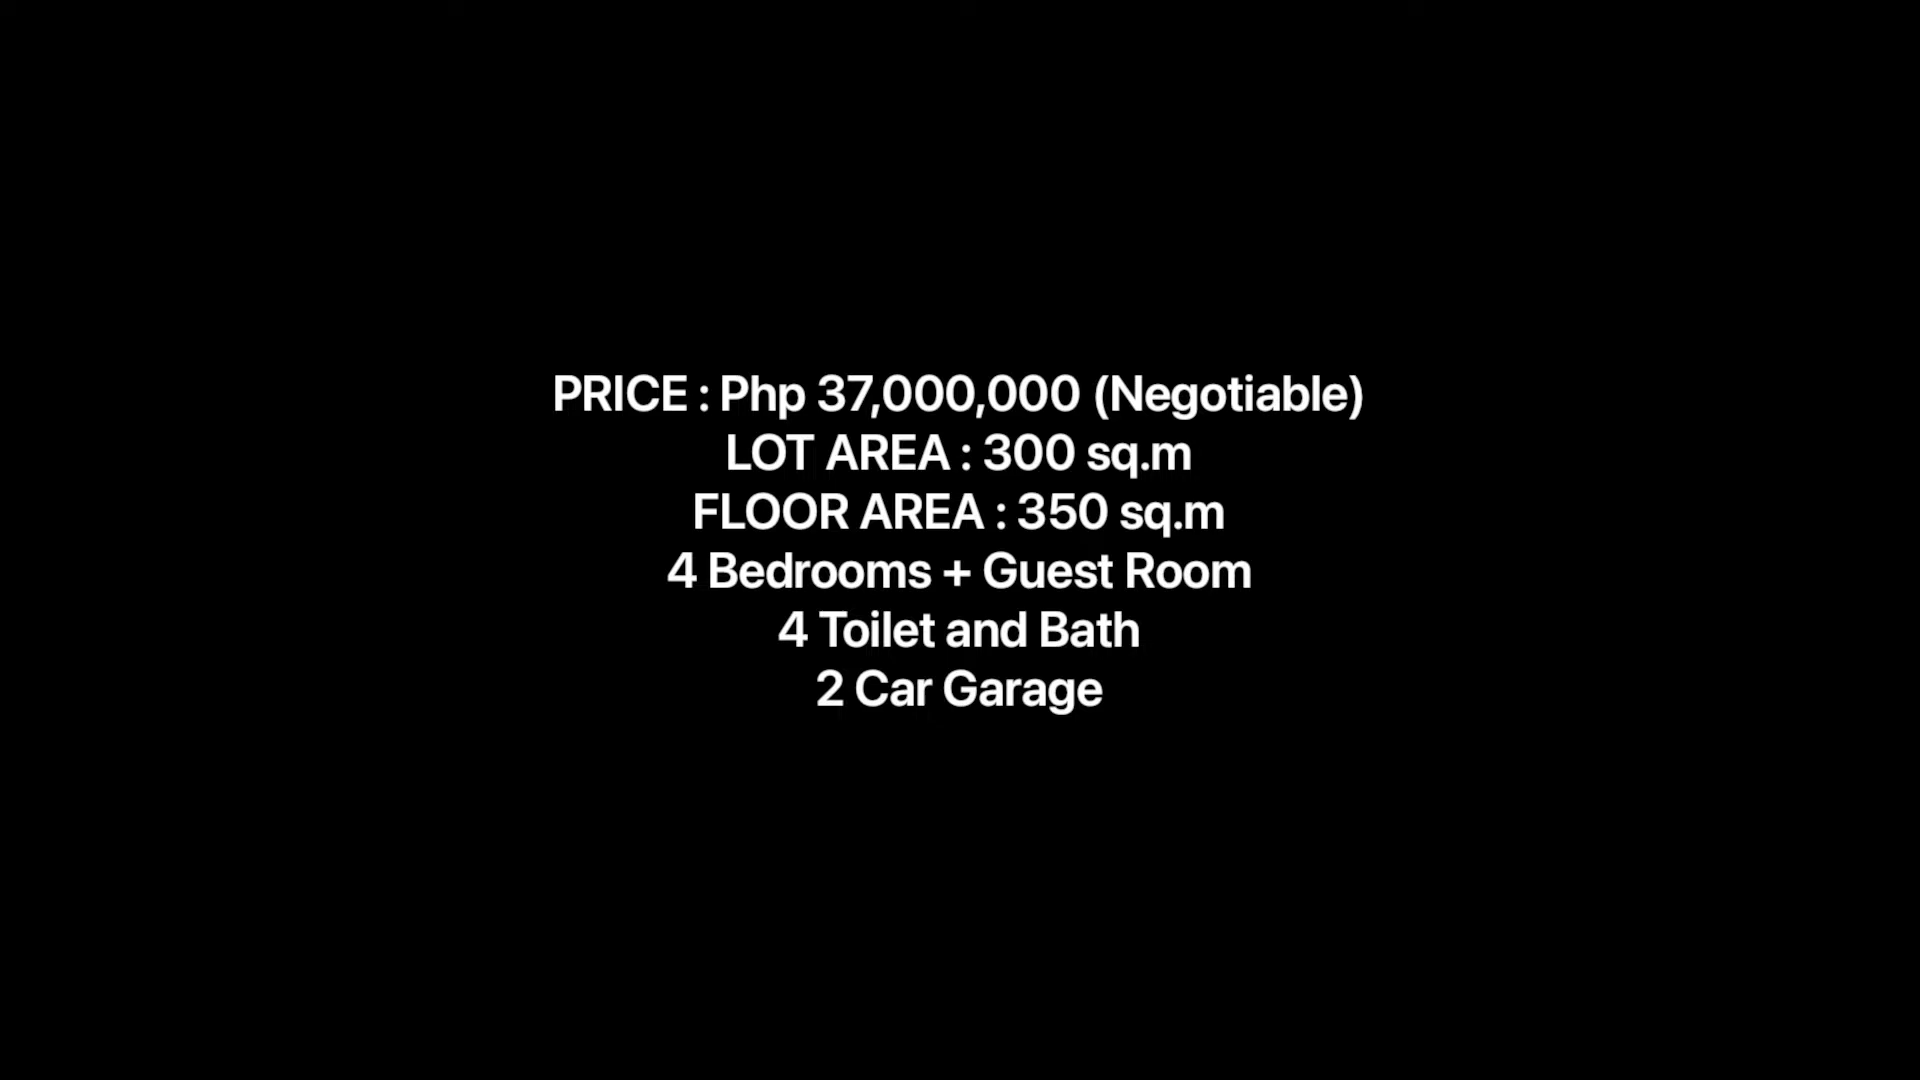 PRICE : Php 37,000,000 (Negotiable)
LOT AREA : 300 sq.m
FLOOR AREA : 350 sq.m
4 Bedrooms + Guest Room
4 Toilet and Bath
2 Car Garage